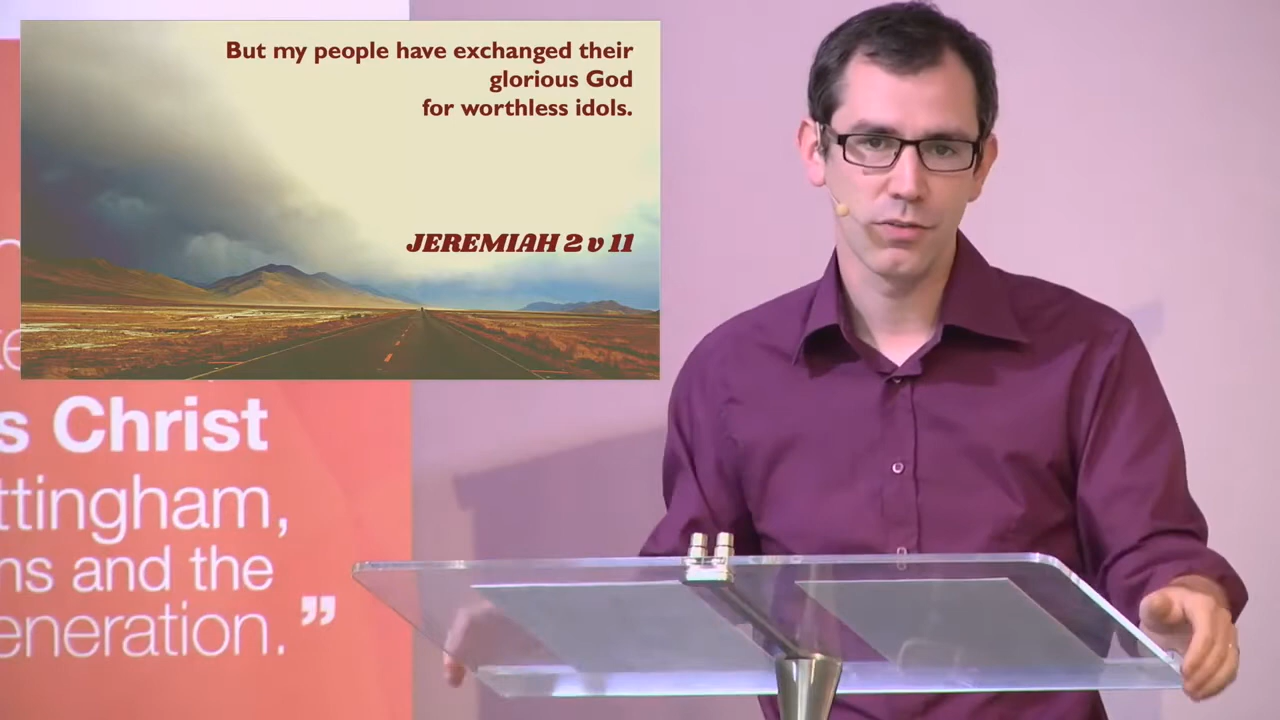 But my people have exchanged their
glorious God
for worthless idols.
JEREMIAH 2 v 11
s Christ
ttingham,
ns and the
eneration.”